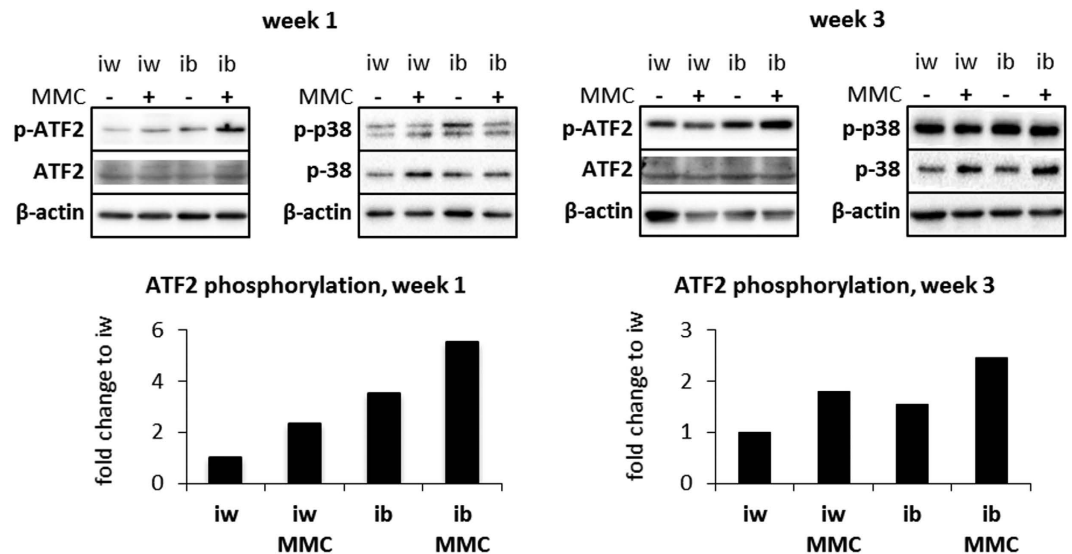 week 1
iw iw ib ib
MMC - + - +
p-ATF2
ATF2
β-actin
iw iw ib ib
MMC - + - +
p-p38
p-38
β-actin
week 3
iw iw ib ib
MMC - + - +
p-ATF2
ATF2
β-actin
iw iw ib ib
MMC - + - +
p-p38
p-38
β-actin
ATF2 phosphorylation, week 1
fold change to iw
6
4
2
0
iw iw ib ib
MMC MMC
ATF2 phosphorylation, week 3
fold change to iw
3
2
1
0
iw iw ib ib
MMC MMC